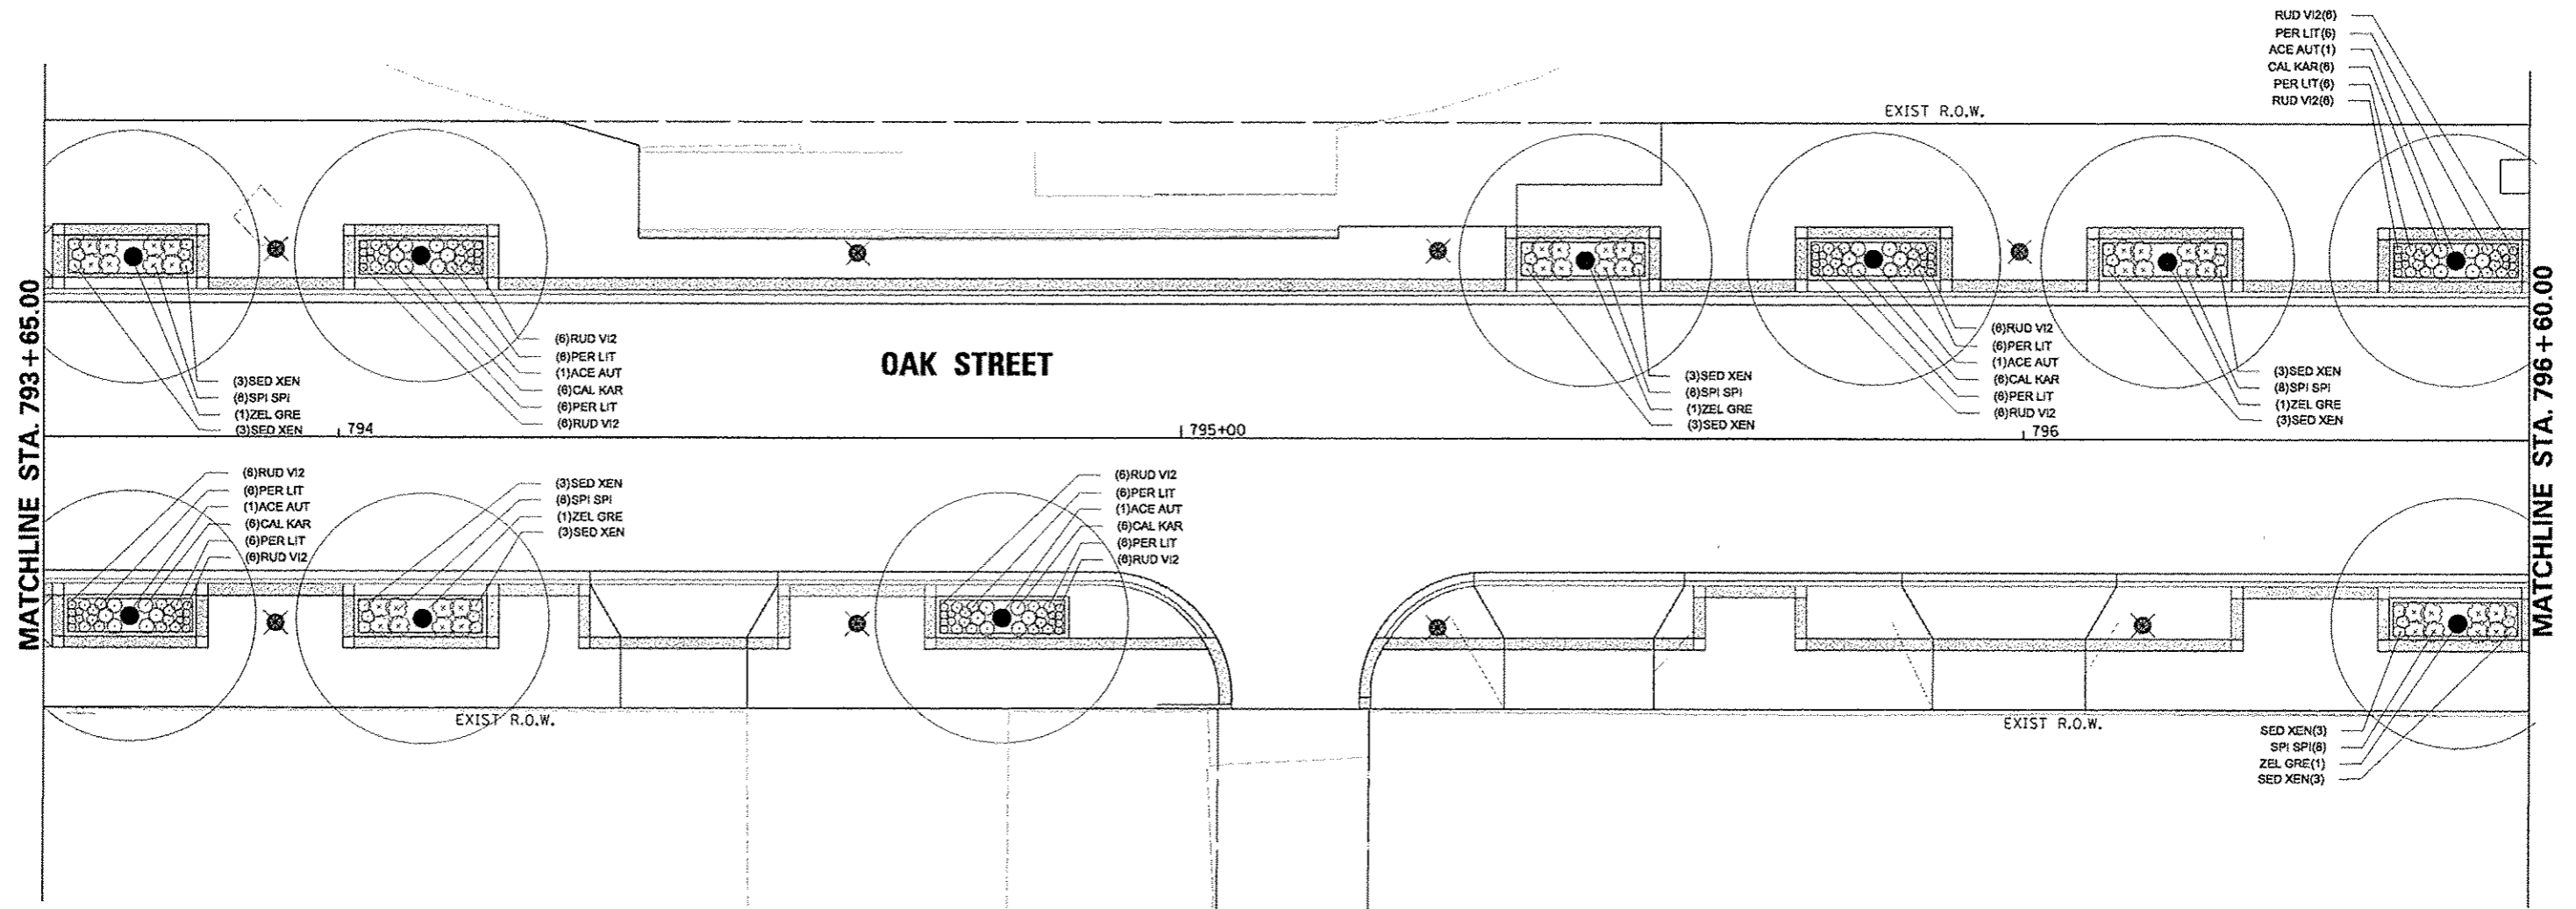 RUD VI2(6)
PER LIT(6)
ACE AUT(1)
CAL KAR(6)
PER LIT(6)
RUD VI2(6)
EXIST R.O.W.
MATCHLINE STA. 793+65.00
OAK STREET
MATCHLINE STA. 796+60.00
(3)SED XEN
(8)SPI SPI
(1)ZEL GRE
(3)SED XEN
(6)RUD VI2
(6)PER LIT
(1)ACE AUT
(6)CAL KAR
(6)PER LIT
(6)RUD VI2
(3)SED XEN
(8)SPI SPI
(1)ZEL GRE
(3)SED XEN
(6)RUD VI2
(6)PER LIT
(1)ACE AUT
(6)CAL KAR
(6)PER LIT
(6)RUD VI2
(3)SED XEN
(8)SPI SPI
(1)ZEL GRE
(3)SED XEN
794
795+00
796
(6)RUD VI2
(6)PER LIT
(1)ACE AUT
(6)CAL KAR
(6)PER LIT
(6)RUD VI2
(3)SED XEN
(8)SPI SPI
(1)ZEL GRE
(3)SED XEN
(6)RUD VI2
(6)PER LIT
(1)ACE AUT
(6)CAL KAR
(6)PER LIT
(6)RUD VI2
EXIST R.O.W.
EXIST R.O.W.
SED XEN(3)
SPI SPI(8)
ZEL GRE(1)
SED XEN(3)